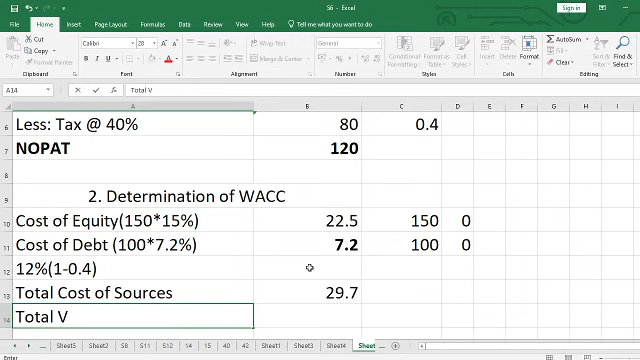 S6 - Excel
Sign in
File Home Insert Page Layout Formulas Data Review View Tell me what you want to do
Cut
Copy
Paste
Format Painter
Clipboard
Calibri 28
B I U
Font
Wrap Text
Merge & Center
Alignment
General
Number
Conditional Formatting
Format as Table
Cell Styles
Styles
Insert Delete Format
Cells
AutoSum
Fill
Clear
Sort & Filter
Find & Select
Editing
A14 Total V
A B C D E F G H I
6 Less: Tax @ 40% 80 0.4
7 NOPAT 120
8
9 2. Determination of WACC
10 Cost of Equity(150*15%) 22.5 150 0
11 Cost of Debt (100*7.2%) 7.2 100 0
12 12%(1-0.4)
13 Total Cost of Sources 29.7
14 Total V
Sheet5 Sheet2 S8 S11 S12 S7 S9 S10 14 40 42 Sheet1 Sheet3 Sheet4 Sheet
Enter